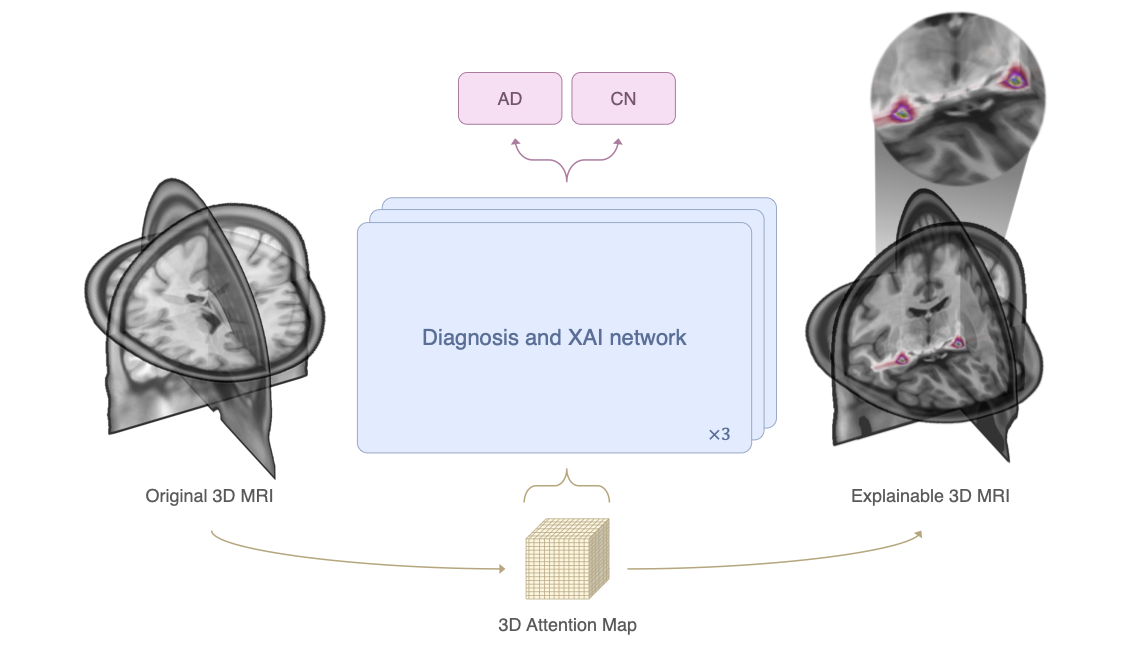 AD
CN
Diagnosis and XAI network
×3
Original 3D MRI
Explainable 3D MRI
3D Attention Map